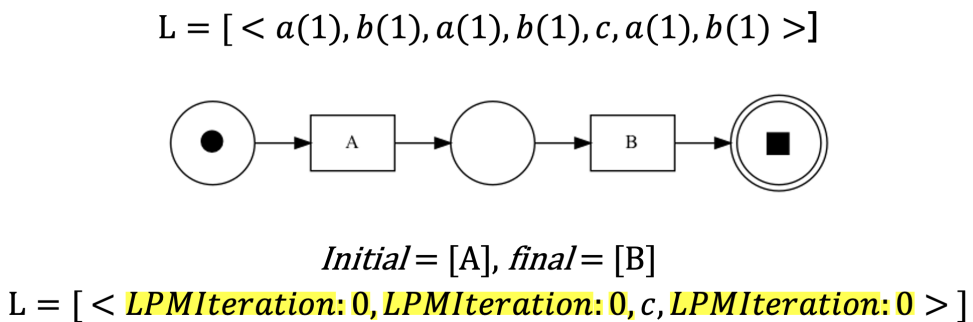 L = [ < a(1), b(1), a(1), b(1), c, a(1), b(1) >]
A
B
Initial = [A], final = [B]
L = [ < LPMIteration: 0, LPMIteration: 0, c, LPMIteration: 0 > ]